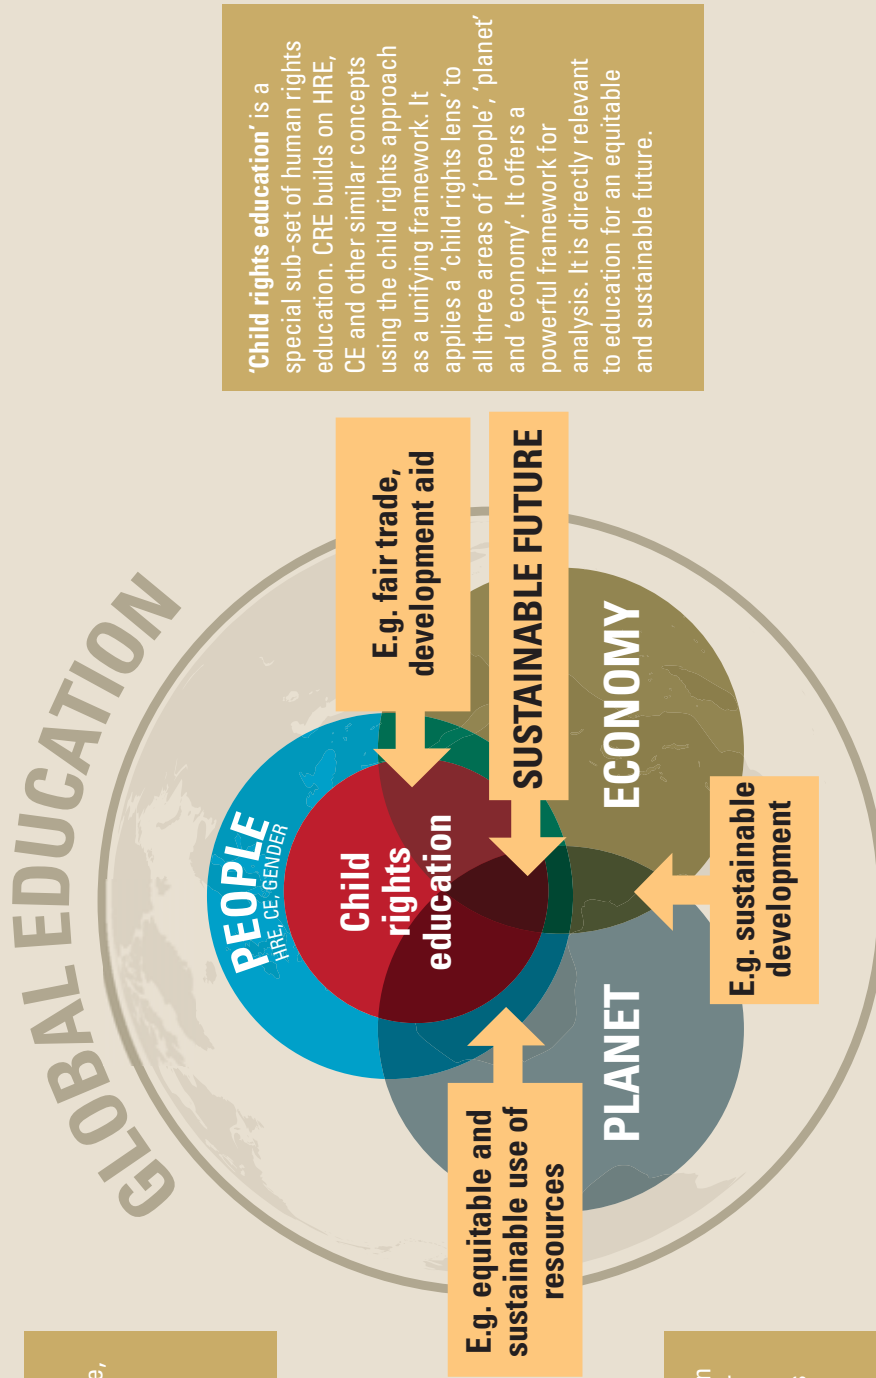 GLOBAL EDUCATION
PEOPLE
HRE, CE, GENDER
Child
rights
education
PLANET
ECONOMY
E.g. fair trade,
development aid
SUSTAINABLE FUTURE
E.g. equitable and
sustainable use of
resources
E.g. sustainable
development
‘Child rights education’ is a
special sub-set of human rights
education. CRE builds on HRE,
CE and other similar concepts
using the child rights approach
as a unifying framework. It
applies a ‘child rights lens’ to
all three areas of ‘people’, ‘planet’
and ‘economy’. It offers a
powerful framework for
analysis. It is directly relevant
to education for an equitable
and sustainable future.